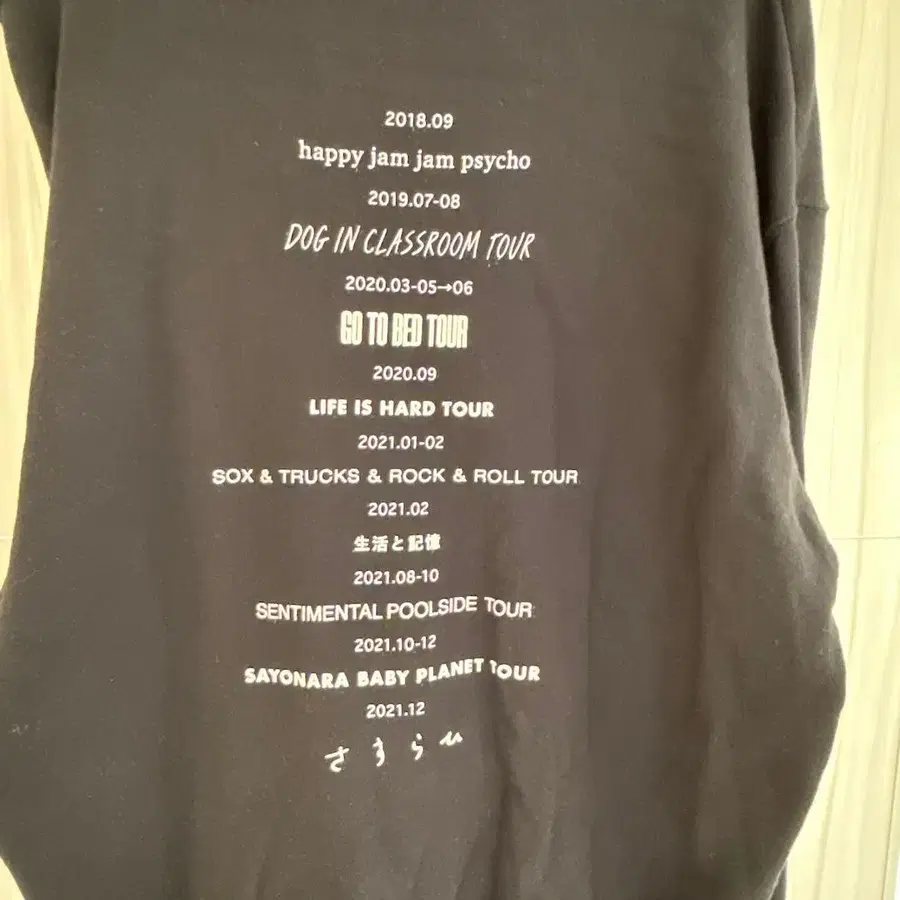 2018.09
happy jam jam psycho
2019.07-08
DOG IN CLASSROOM TOUR
2020.03-05→06
GO TO BED TOUR
2020.09
LIFE IS HARD TOUR
2021.01-02
SOX & TRUCKS & ROCK & ROLL TOUR
2021.02
生活と記憶
2021.08-10
SENTIMENTAL POOLSIDE TOUR
2021.10-12
SAYONARA BABY PLANET TOUR
2021.12
さすらい